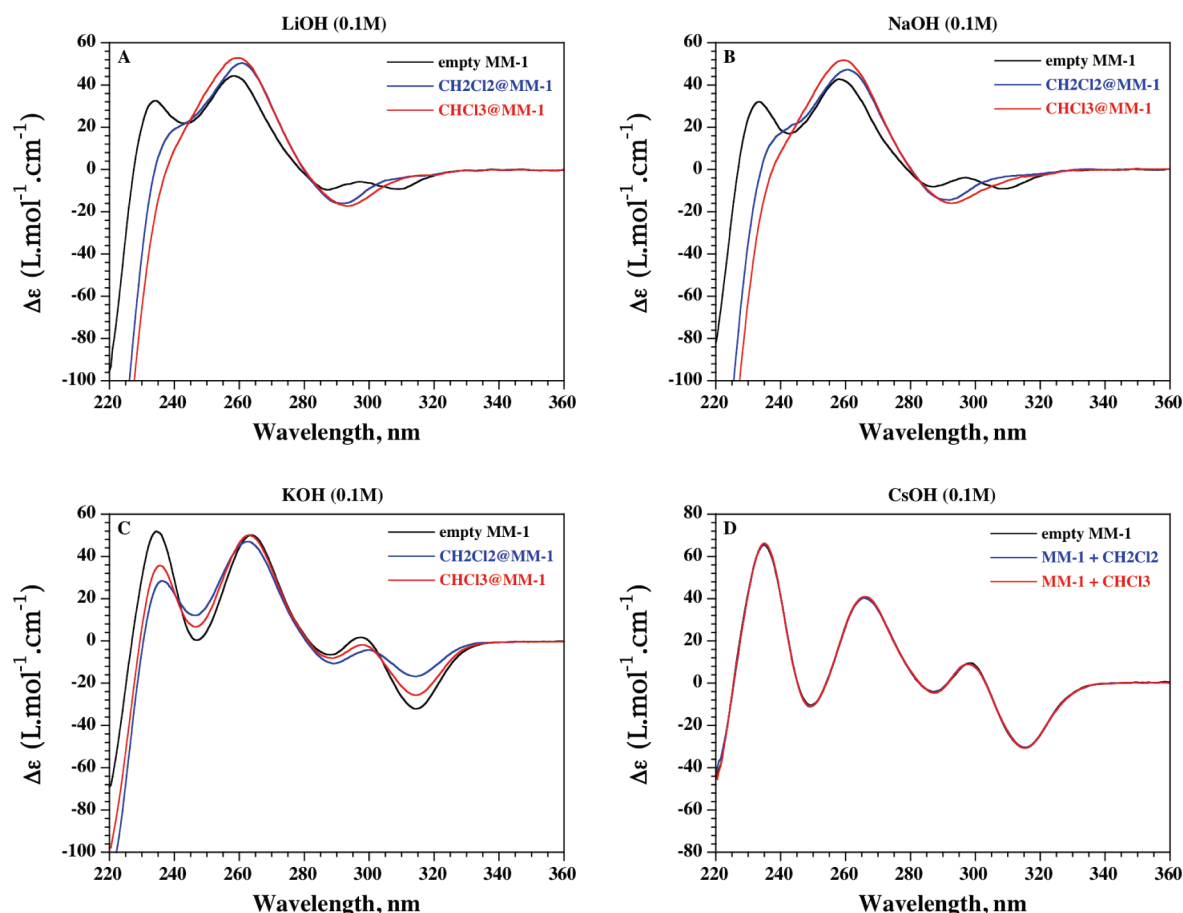 LiOH (0.1M)
A
empty MM-1
CH2Cl2@MM-1
CHCl3@MM-1
60
40
20
0
-20
-40
-60
-80
-100
Δε (L.mol⁻¹.cm⁻¹)
220 240 260 280 300 320 340 360
Wavelength, nm
NaOH (0.1M)
B
empty MM-1
CH2Cl2@MM-1
CHCl3@MM-1
60
40
20
0
-20
-40
-60
-80
-100
Δε (L.mol⁻¹.cm⁻¹)
220 240 260 280 300 320 340 360
Wavelength, nm
KOH (0.1M)
C
empty MM-1
CH2Cl2@MM-1
CHCl3@MM-1
60
40
20
0
-20
-40
-60
-80
-100
Δε (L.mol⁻¹.cm⁻¹)
220 240 260 280 300 320 340 360
Wavelength, nm
CsOH (0.1M)
D
empty MM-1
MM-1 + CH2Cl2
MM-1 + CHCl3
80
60
40
20
0
-20
-40
-60
-80
Δε (L.mol⁻¹.cm⁻¹)
220 240 260 280 300 320 340 360
Wavelength, nm